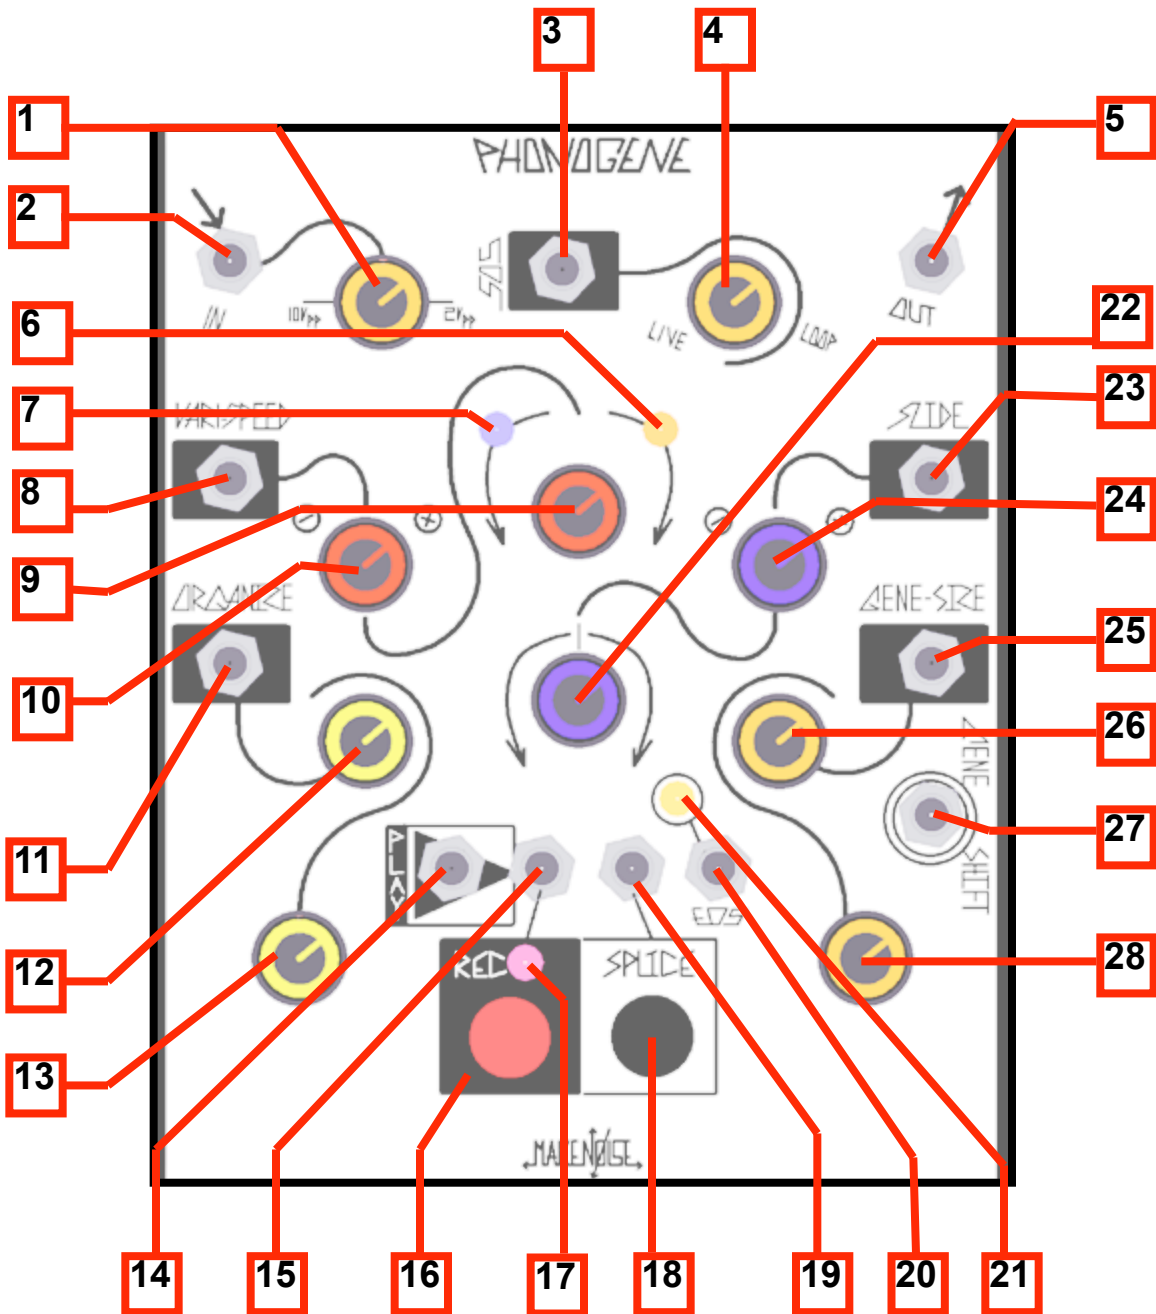 3
4
1
5
PHONOGENE
2
SOS
IN
10Vpp
2Vpp
LIVE
LOOP
OUT
22
6
23
7
VARISPEED
SLIDE
8
24
9
ORGANIZE
GENE-SIZE
25
10
26
GENE
SHIFT
27
11
PLAY
EOS
12
REC
SPLICE
28
13
MAKENOISE
14
15
16
17
18
19
20
21